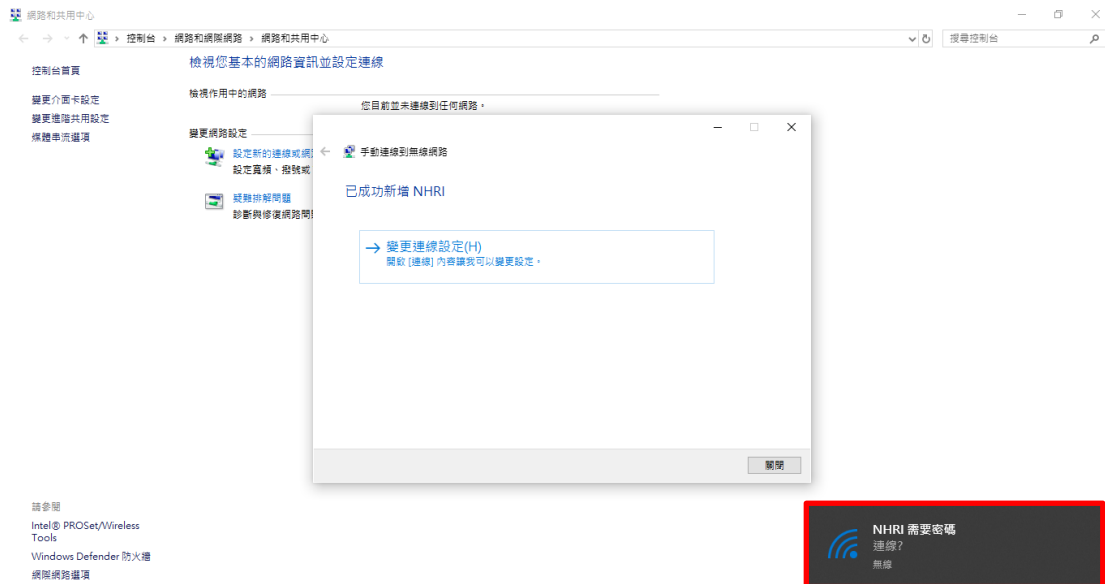 網路和共用中心
控制台 › 網路和網際網路 › 網路和共用中心
搜尋控制台
控制台首頁
變更介面卡設定
變更進階共用設定
媒體串流選項
檢視您基本的網路資訊並設定連線
檢視作用中的網路
您目前並未連線到任何網路。
變更網路設定
設定新的連線或網
設定寬頻、撥號或
疑難排解問題
診斷與修復網路問
手動連線到無線網路
已成功新增 NHRI
變更連線設定(H)
開啟 [連線] 內容讓我可以變更設定。
關閉
請參閱
Intel® PROSet/Wireless
Tools
Windows Defender 防火牆
網際網路選項
NHRI 需要密碼
連線?
無線